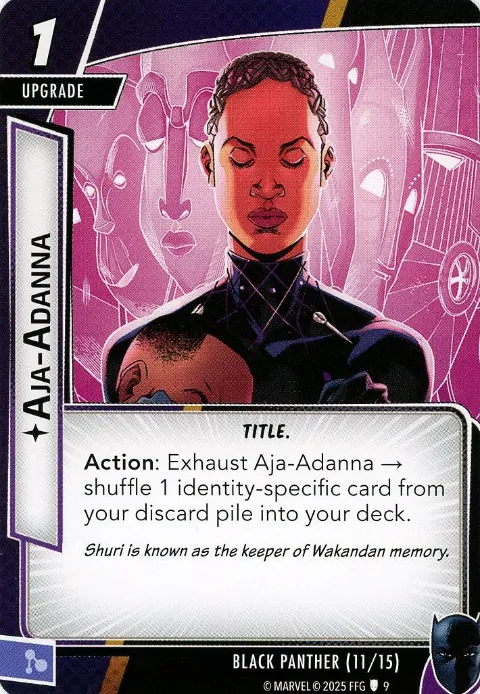 1
UPGRADE
AJA-ADANNA
TITLE.
Action: Exhaust Aja-Adanna →
shuffle 1 identity-specific card from
your discard pile into your deck.
Shuri is known as the keeper of Wakandan memory.
BLACK PANTHER (11/15)
© MARVEL © 2025 FFG 9